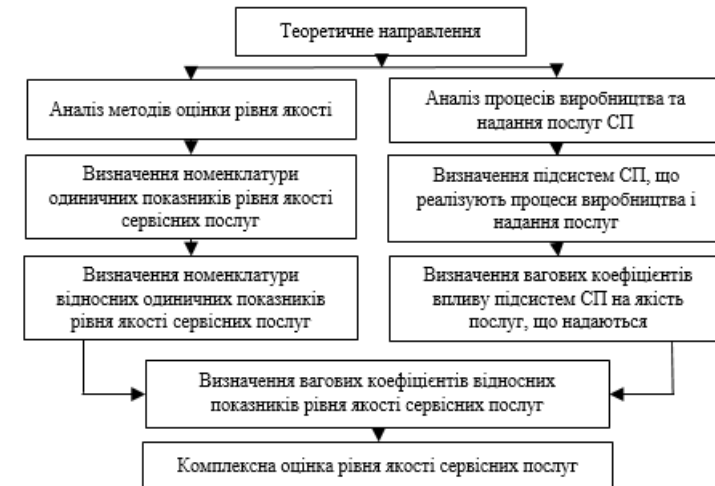 Теоретичне направлення
Аналіз методів оцінки рівня якості
Аналіз процесів виробництва та
надання послуг СП
Визначення номенклатури
одиничних показників рівня якості
сервісних послуг
Визначення підсистем СП, що
реалізують процеси виробництва і
надання послуг
Визначення номенклатури
відносних одиничних показників
рівня якості сервісних послуг
Визначення вагових коефіцієнтів
впливу підсистем СП на якість
послуг, що надаються
Визначення вагових коефіцієнтів відносних
показників рівня якості сервісних послуг
Комплексна оцінка рівня якості сервісних послуг